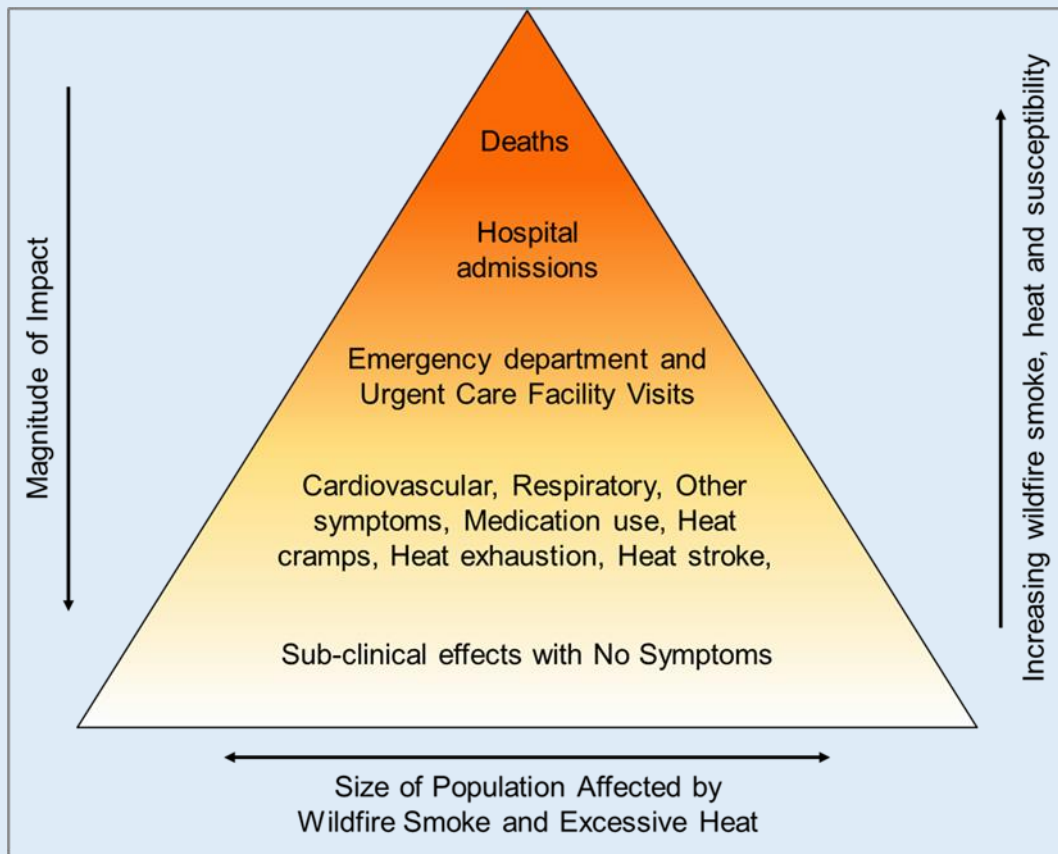 Deaths
Hospital
admissions
Emergency department and
Urgent Care Facility Visits
Cardiovascular, Respiratory, Other
symptoms, Medication use, Heat
cramps, Heat exhaustion, Heat stroke,
Sub-clinical effects with No Symptoms
Magnitude of Impact
Increasing wildfire smoke, heat and susceptibility
Size of Population Affected by
Wildfire Smoke and Excessive Heat